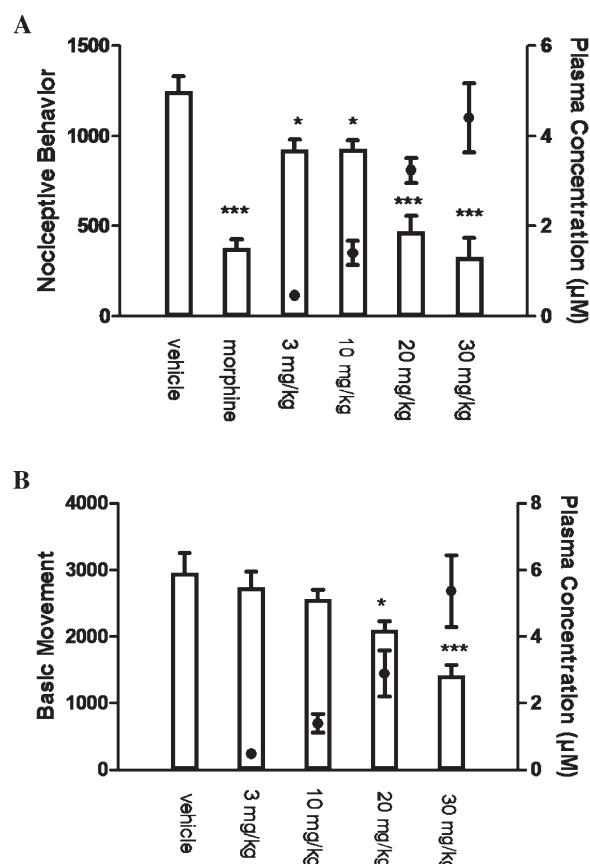 A
1500
1000
500
0
Nociceptive Behavior
6
4
2
0
Plasma Concentration (µM)
***
*
*
***
***
vehicle
morphine
3 mg/kg
10 mg/kg
20 mg/kg
30 mg/kg
B
4000
3000
2000
1000
0
Basic Movement
8
6
4
2
0
Plasma Concentration (µM)
*
***
vehicle
3 mg/kg
10 mg/kg
20 mg/kg
30 mg/kg